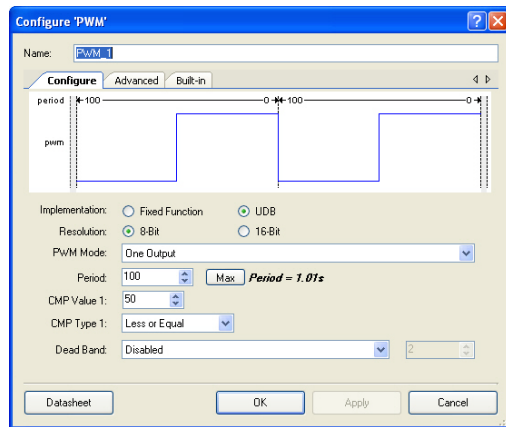 Configure 'PWM'
Name: PWM_1
Configure Advanced Built-in
period 100 0 100 0
pwm
Implementation: Fixed Function UDB
Resolution: 8-Bit 16-Bit
PWM Mode: One Output
Period: 100 Max Period = 1.01s
CMP Value 1: 50
CMP Type 1: Less or Equal
Dead Band: Disabled 2
Datasheet OK Apply Cancel